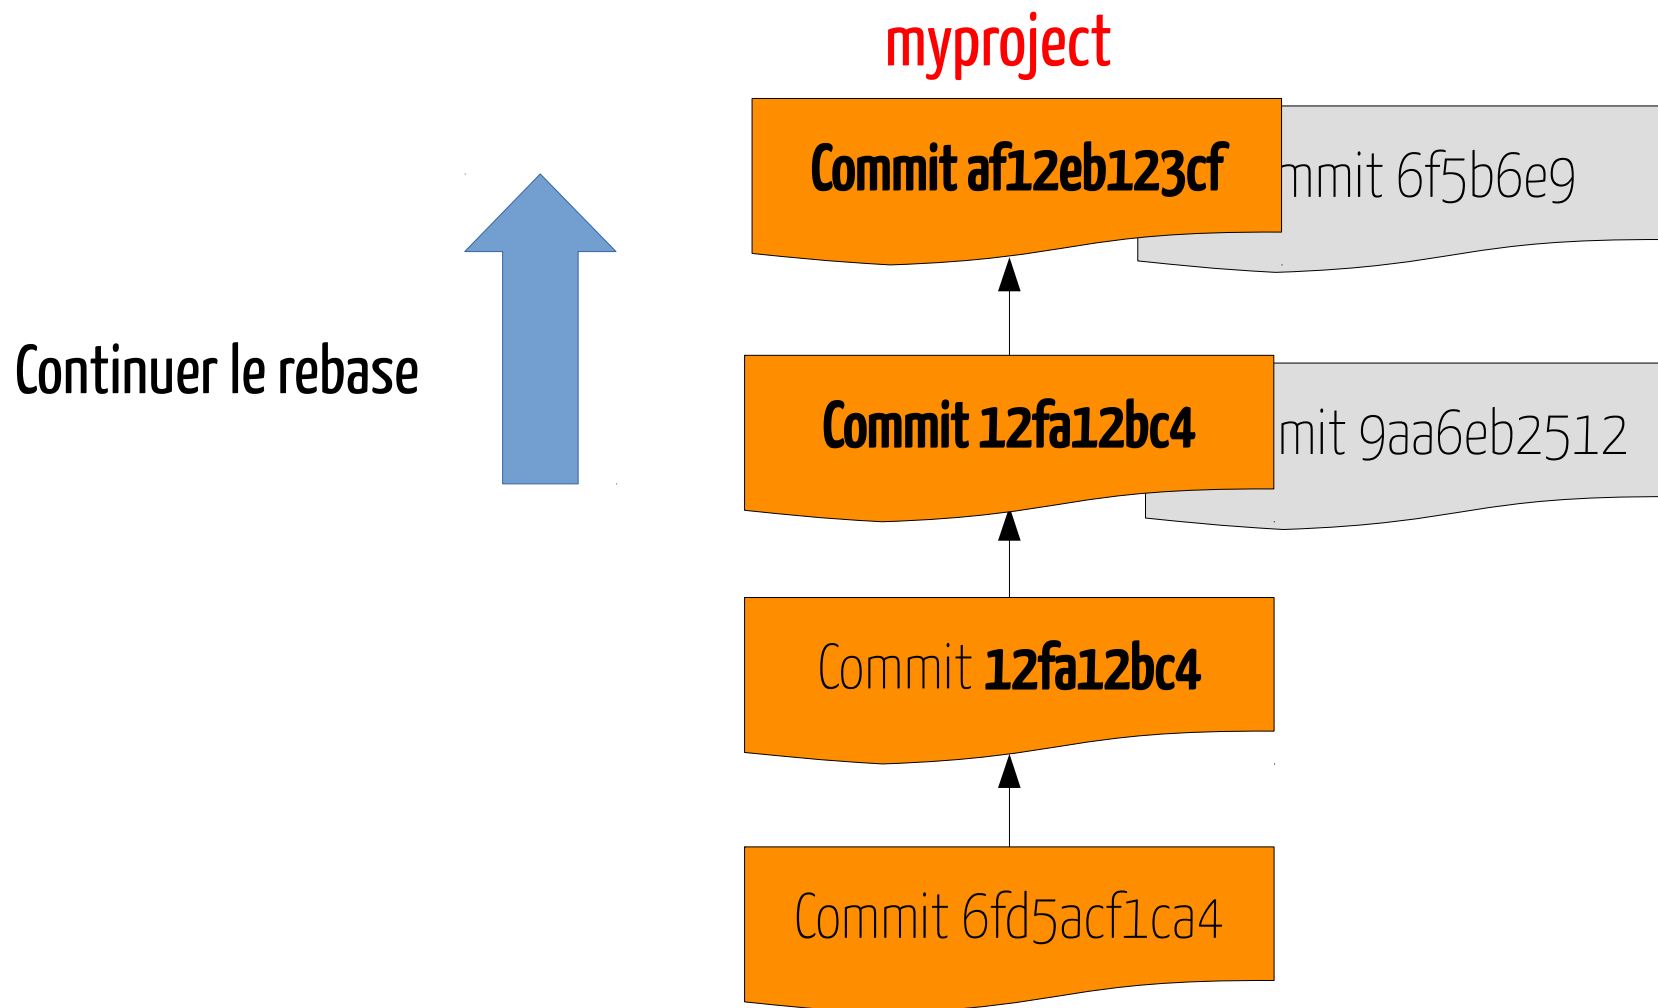 myproject
Commit af12eb123cf
mmit 6f5b6e9
Continuer le rebase
Commit 12fa12bc4
mit 9aa6eb2512
Commit 12fa12bc4
Commit 6fd5acf1ca4